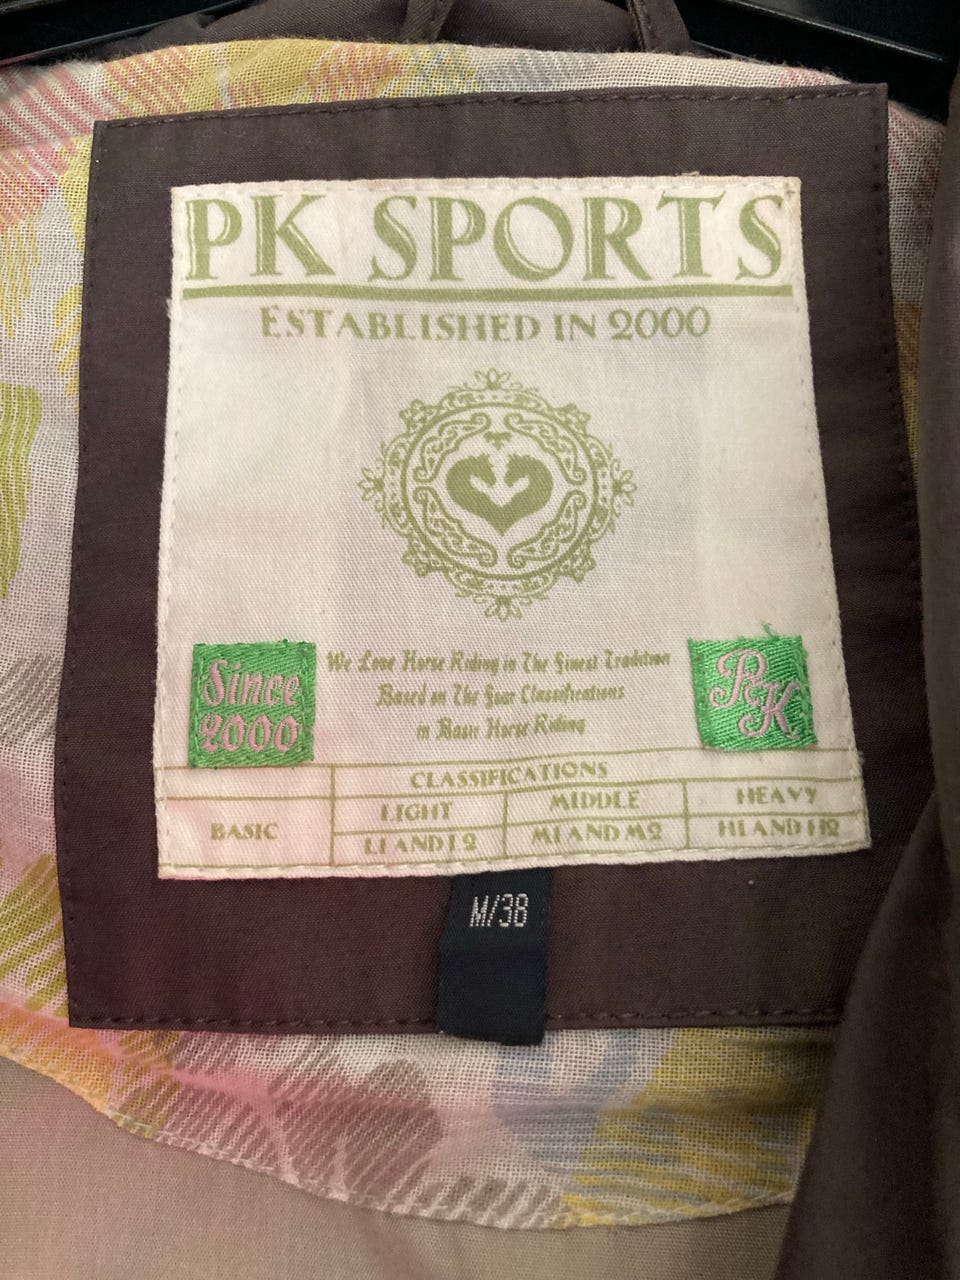 PK SPORTS
ESTABLISHED IN 2000
Since
2000
We Love Horse Riding in The Finest Tradition
Based on The Four Classifications
in Basic Horse Riding
PK
CLASSIFICATIONS
BASIC
LIGHT
MIDDLE
HEAVY
L1 AND L2
M1 AND M2
H1 AND H2
M/38